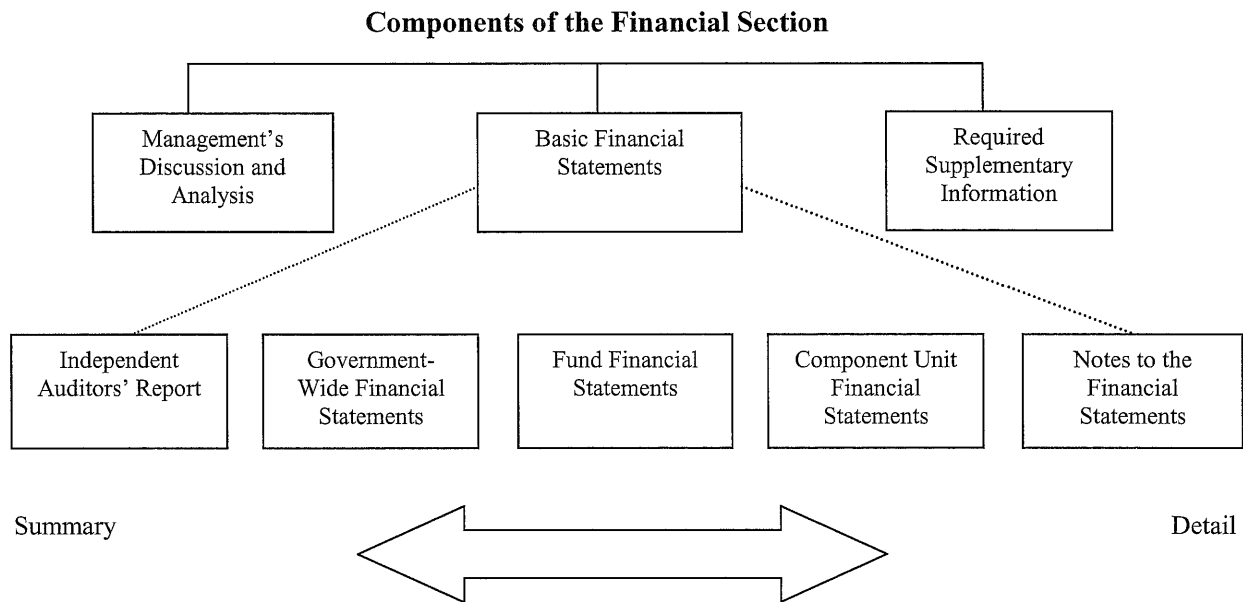 Components of the Financial Section
Management’s
Discussion and
Analysis
Basic Financial
Statements
Required
Supplementary
Information
Independent
Auditors’ Report
Government-
Wide Financial
Statements
Fund Financial
Statements
Component Unit
Financial
Statements
Notes to the
Financial
Statements
Summary
Detail